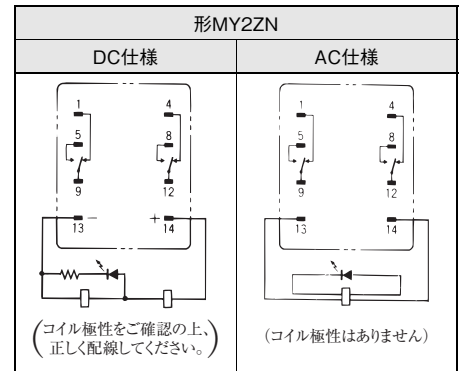 形MY2ZN
DC仕様
AC仕様
1 4
5 8
9 12
− +
13 14
(コイル極性をご確認の上、
正しく配線してください。)
1 4
5 8
9 12
13 14
(コイル極性はありません)